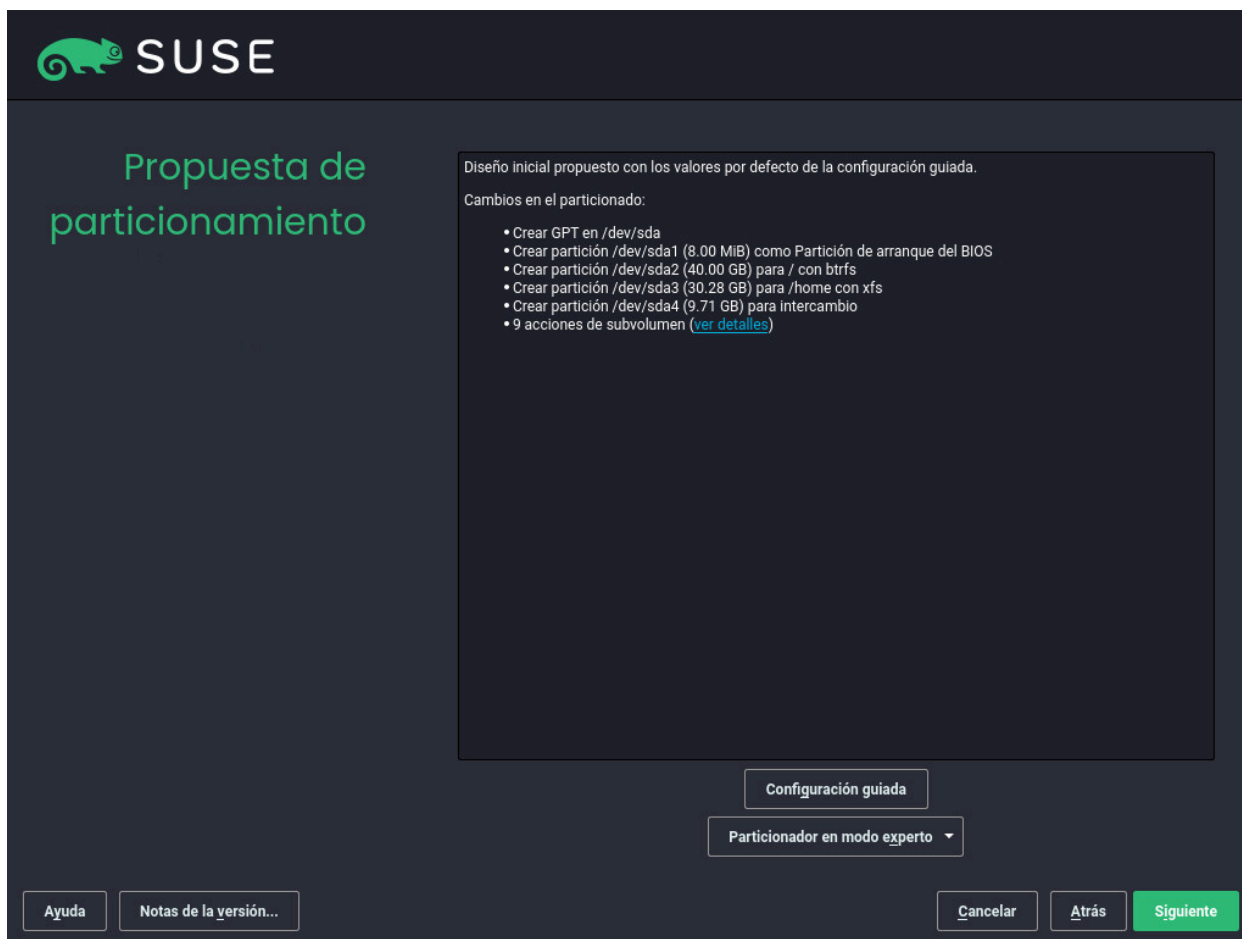 SUSE
Propuesta de
particionamiento
Diseño inicial propuesto con los valores por defecto de la configuración guiada.
Cambios en el particionado:
• Crear GPT en /dev/sda
• Crear partición /dev/sda1 (8.00 MiB) como Partición de arranque del BIOS
• Crear partición /dev/sda2 (40.00 GB) para / con btrfs
• Crear partición /dev/sda3 (30.28 GB) para /home con xfs
• Crear partición /dev/sda4 (9.71 GB) para intercambio
• 9 acciones de subvolumen (ver detalles)
Configuración guiada
Particionador en modo experto
Ayuda
Notas de la versión...
Cancelar
Atrás
Siguiente